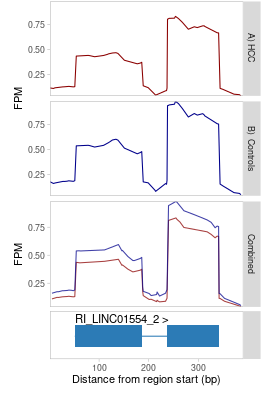 0.75
0.50
0.25
A) HCC
FPM
0.75
0.50
0.25
B) Controls
0.75
0.50
0.25
FPM
Combined
RI_LINC01554_2 >
100 200 300
Distance from region start (bp)